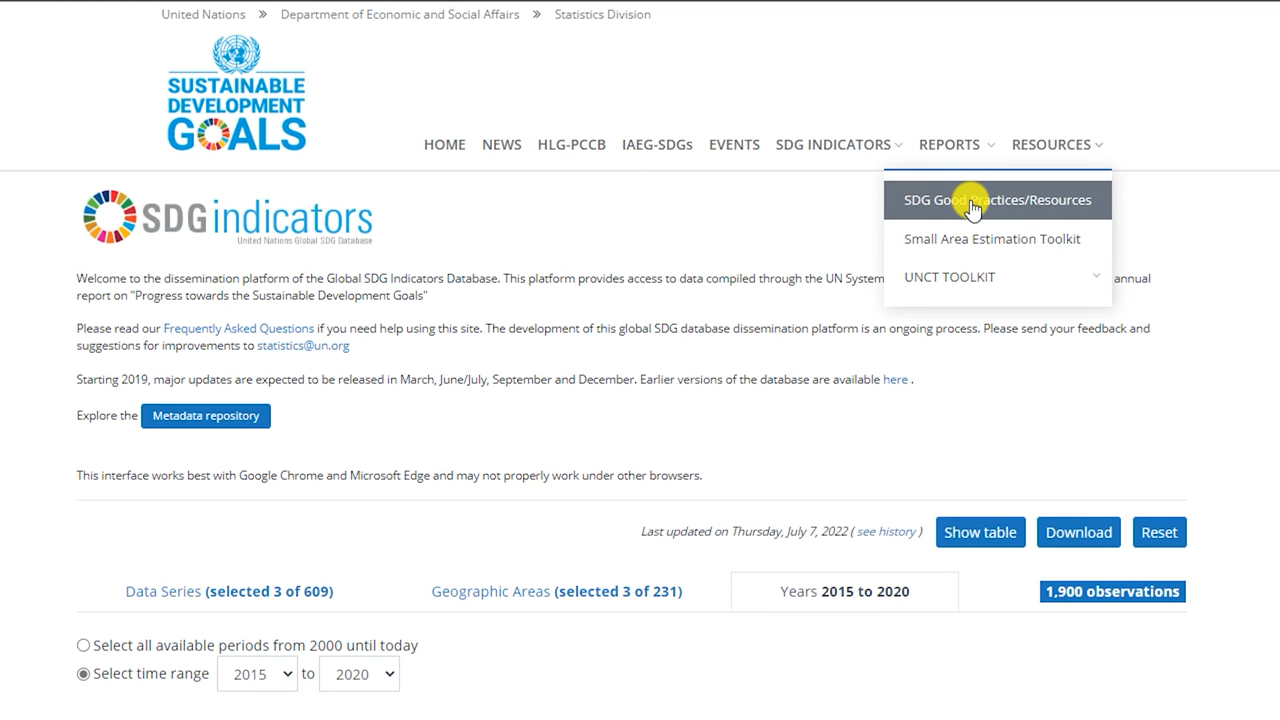 United Nations » Department of Economic and Social Affairs » Statistics Division
SUSTAINABLE
DEVELOPMENT
GOALS
HOME NEWS HLG-PCCB IAEG-SDGs EVENTS SDG INDICATORS REPORTS RESOURCES
SDG Good Practices/Resources
Small Area Estimation Toolkit
UNCT TOOLKIT
SDG indicators
United Nations Global SDG Database
Welcome to the dissemination platform of the Global SDG Indicators Database. This platform provides access to data compiled through the UN System annual
report on "Progress towards the Sustainable Development Goals"
Please read our Frequently Asked Questions if you need help using this site. The development of this global SDG database dissemination platform is an ongoing process. Please send your feedback and
suggestions for improvements to statistics@un.org
Starting 2019, major updates are expected to be released in March, June/July, September and December. Earlier versions of the database are available here .
Explore the Metadata repository
This interface works best with Google Chrome and Microsoft Edge and may not properly work under other browsers.
Last updated on Thursday, July 7, 2022 ( see history ) Show table Download Reset
Data Series (selected 3 of 609) Geographic Areas (selected 3 of 231) Years 2015 to 2020 1,900 observations
Select all available periods from 2000 until today
Select time range 2015 to 2020